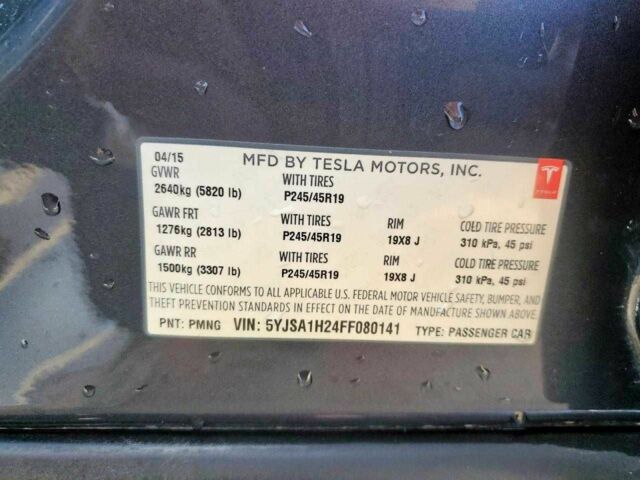 04/15 MFD BY TESLA MOTORS, INC.
GVWR WITH TIRES
2640kg (5820 lb) P245/45R19
GAWR FRT WITH TIRES RIM COLD TIRE PRESSURE
1276kg (2813 lb) P245/45R19 19X8 J 310 kPa, 45 psi
GAWR RR WITH TIRES RIM COLD TIRE PRESSURE
1500kg (3307 lb) P245/45R19 19X8 J 310 kPa, 45 psi
THIS VEHICLE CONFORMS TO ALL APPLICABLE U.S. FEDERAL MOTOR VEHICLE SAFETY, BUMPER, AND
THEFT PREVENTION STANDARDS IN EFFECT ON THE DATE OF MANUFACTURE SHOWN ABOVE.
PNT: PMNG VIN: 5YJSA1H24FF080141 TYPE: PASSENGER CAR
TESLA